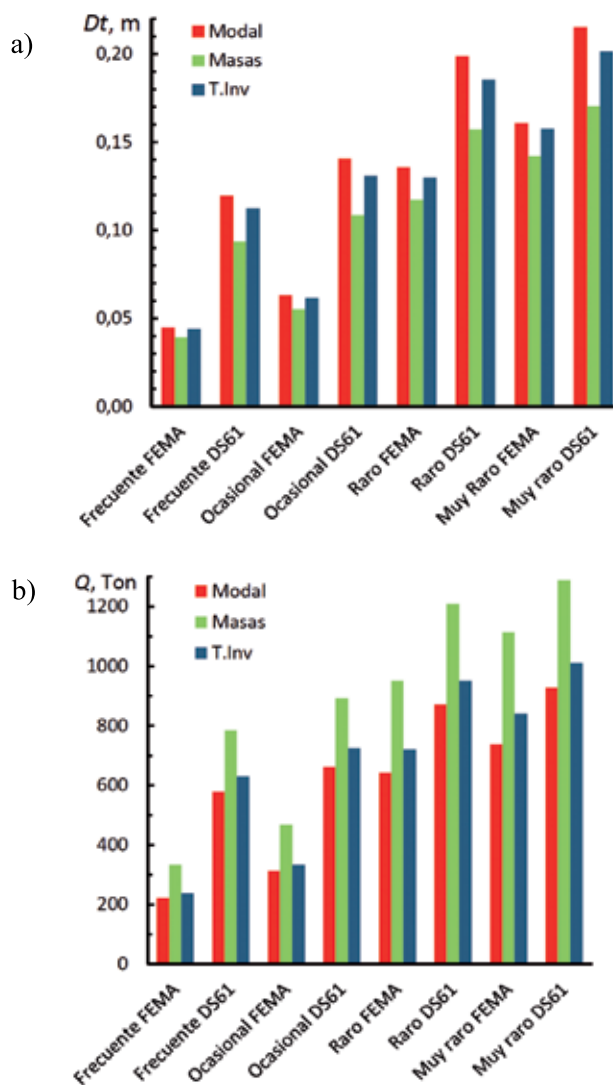 a)
Dt, m
0,20
0,15
0,10
0,05
0,00
Modal
Masas
T.Inv
Frecuente FEMA
Frecuente DS61
Ocasional FEMA
Ocasional DS61
Raro FEMA
Raro DS61
Muy Raro FEMA
Muy raro DS61
b)
Q, Ton
1200
1000
800
600
400
200
0
Modal
Masas
T.Inv
Frecuente FEMA
Frecuente DS61
Ocasional FEMA
Ocasional DS61
Raro FEMA
Raro DS61
Muy raro FEMA
Muy raro DS61